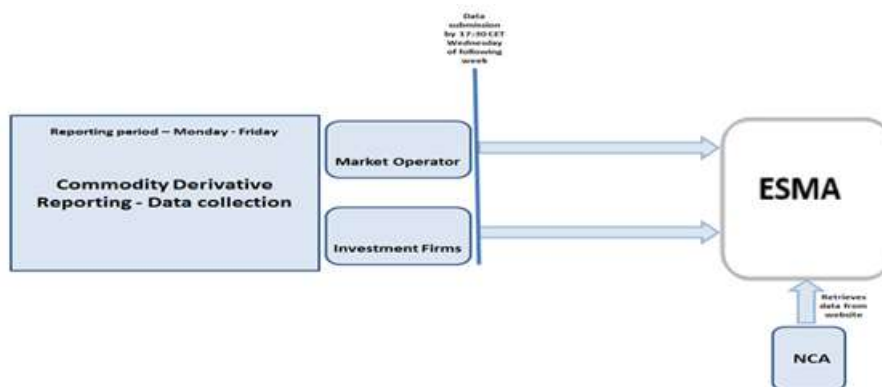 Data
submission
by 17:30 CET
Wednesday
of following
week
Reporting period – Monday - Friday
Commodity Derivative
Reporting - Data collection
Market Operator
Investment Firms
ESMA
Retrieves
data from
website
NCA